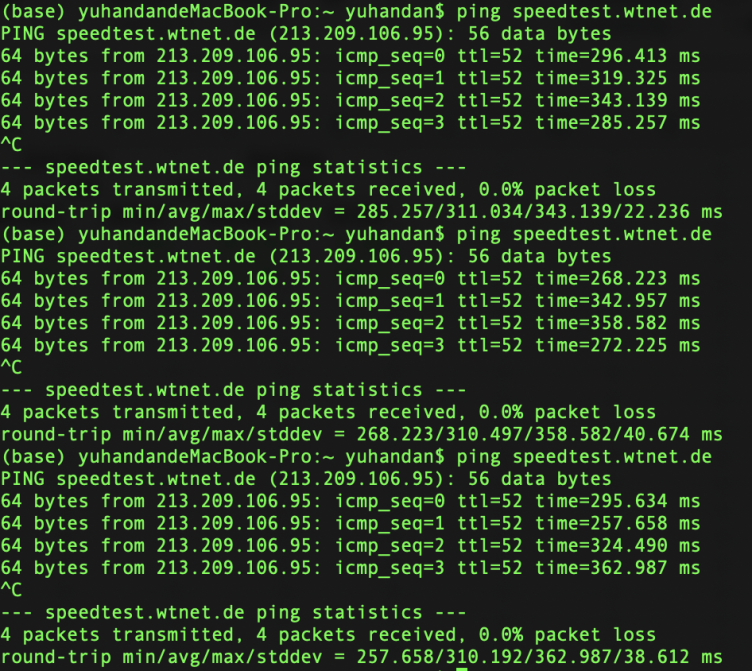 (base) yuhandandeMacBook-Pro:~ yuhandan$ ping speedtest.wtnet.de
PING speedtest.wtnet.de (213.209.106.95): 56 data bytes
64 bytes from 213.209.106.95: icmp_seq=0 ttl=52 time=296.413 ms
64 bytes from 213.209.106.95: icmp_seq=1 ttl=52 time=319.325 ms
64 bytes from 213.209.106.95: icmp_seq=2 ttl=52 time=343.139 ms
64 bytes from 213.209.106.95: icmp_seq=3 ttl=52 time=285.257 ms
^C
--- speedtest.wtnet.de ping statistics ---
4 packets transmitted, 4 packets received, 0.0% packet loss
round-trip min/avg/max/stddev = 285.257/311.034/343.139/22.236 ms
(base) yuhandandeMacBook-Pro:~ yuhandan$ ping speedtest.wtnet.de
PING speedtest.wtnet.de (213.209.106.95): 56 data bytes
64 bytes from 213.209.106.95: icmp_seq=0 ttl=52 time=268.223 ms
64 bytes from 213.209.106.95: icmp_seq=1 ttl=52 time=342.957 ms
64 bytes from 213.209.106.95: icmp_seq=2 ttl=52 time=358.582 ms
64 bytes from 213.209.106.95: icmp_seq=3 ttl=52 time=272.225 ms
^C
--- speedtest.wtnet.de ping statistics ---
4 packets transmitted, 4 packets received, 0.0% packet loss
round-trip min/avg/max/stddev = 268.223/310.497/358.582/40.674 ms
(base) yuhandandeMacBook-Pro:~ yuhandan$ ping speedtest.wtnet.de
PING speedtest.wtnet.de (213.209.106.95): 56 data bytes
64 bytes from 213.209.106.95: icmp_seq=0 ttl=52 time=295.634 ms
64 bytes from 213.209.106.95: icmp_seq=1 ttl=52 time=257.658 ms
64 bytes from 213.209.106.95: icmp_seq=2 ttl=52 time=324.490 ms
64 bytes from 213.209.106.95: icmp_seq=3 ttl=52 time=362.987 ms
^C
--- speedtest.wtnet.de ping statistics ---
4 packets transmitted, 4 packets received, 0.0% packet loss
round-trip min/avg/max/stddev = 257.658/310.192/362.987/38.612 ms